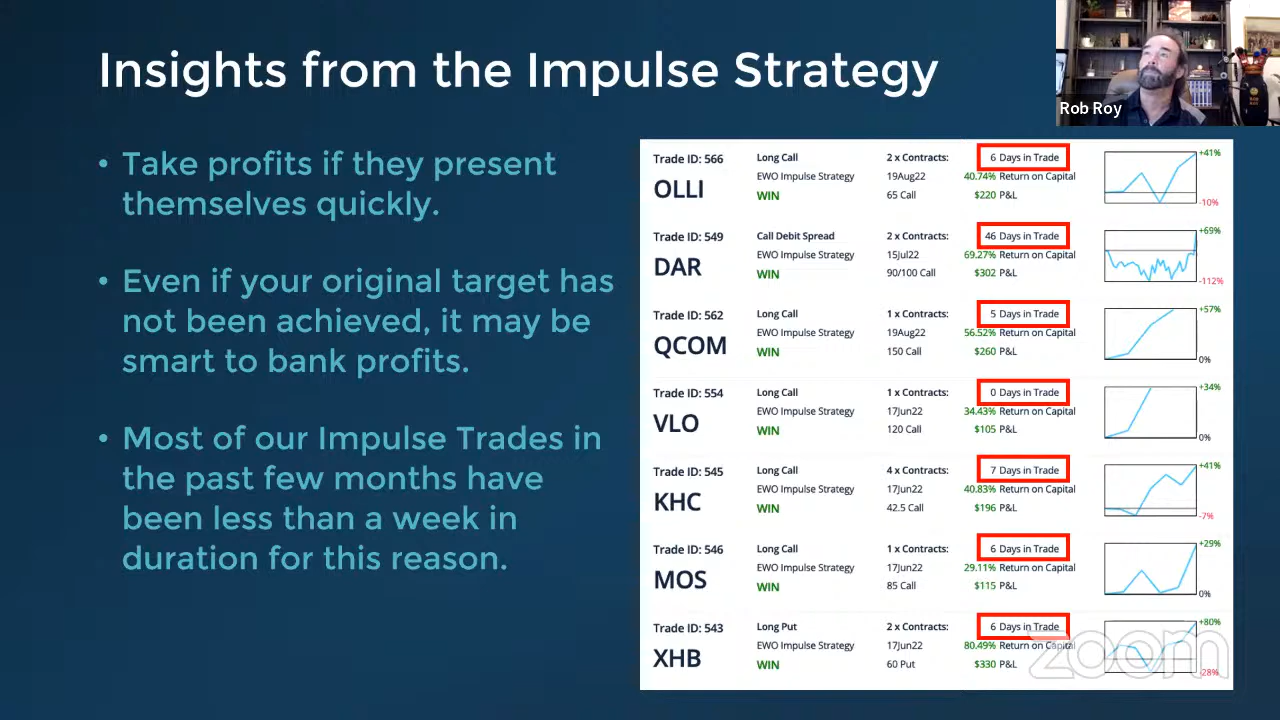 Insights from the Impulse Strategy
Rob Roy
• Take profits if they present
themselves quickly.
• Even if your original target has
not been achieved, it may be
smart to bank profits.
• Most of our Impulse Trades in
the past few months have
been less than a week in
duration for this reason.
Trade ID: 566 Long Call 2 x Contracts: 6 Days in Trade +41%
OLLI EWO Impulse Strategy 19Aug22 40.74% Return on Capital
WIN 65 Call $220 P&L -10%
Trade ID: 549 Call Debit Spread 2 x Contracts: 46 Days in Trade +69%
DAR EWO Impulse Strategy 15Jul22 69.27% Return on Capital
WIN 90/100 Call $302 P&L -112%
Trade ID: 562 Long Call 1 x Contracts: 5 Days in Trade +57%
QCOM EWO Impulse Strategy 19Aug22 56.52% Return on Capital
WIN 150 Call $260 P&L 0%
Trade ID: 554 Long Call 1 x Contracts: 0 Days in Trade +34%
VLO EWO Impulse Strategy 17Jun22 34.43% Return on Capital
WIN 120 Call $105 P&L 0%
Trade ID: 545 Long Call 4 x Contracts: 7 Days in Trade +41%
KHC EWO Impulse Strategy 17Jun22 40.83% Return on Capital
WIN 42.5 Call $196 P&L -7%
Trade ID: 546 Long Call 1 x Contracts: 6 Days in Trade +29%
MOS EWO Impulse Strategy 17Jun22 29.11% Return on Capital
WIN 85 Call $115 P&L 0%
Trade ID: 543 Long Put 2 x Contracts: 6 Days in Trade +80%
XHB EWO Impulse Strategy 17Jun22 80.49% Return on Capital
WIN 60 Put $330 P&L -28%
zoom